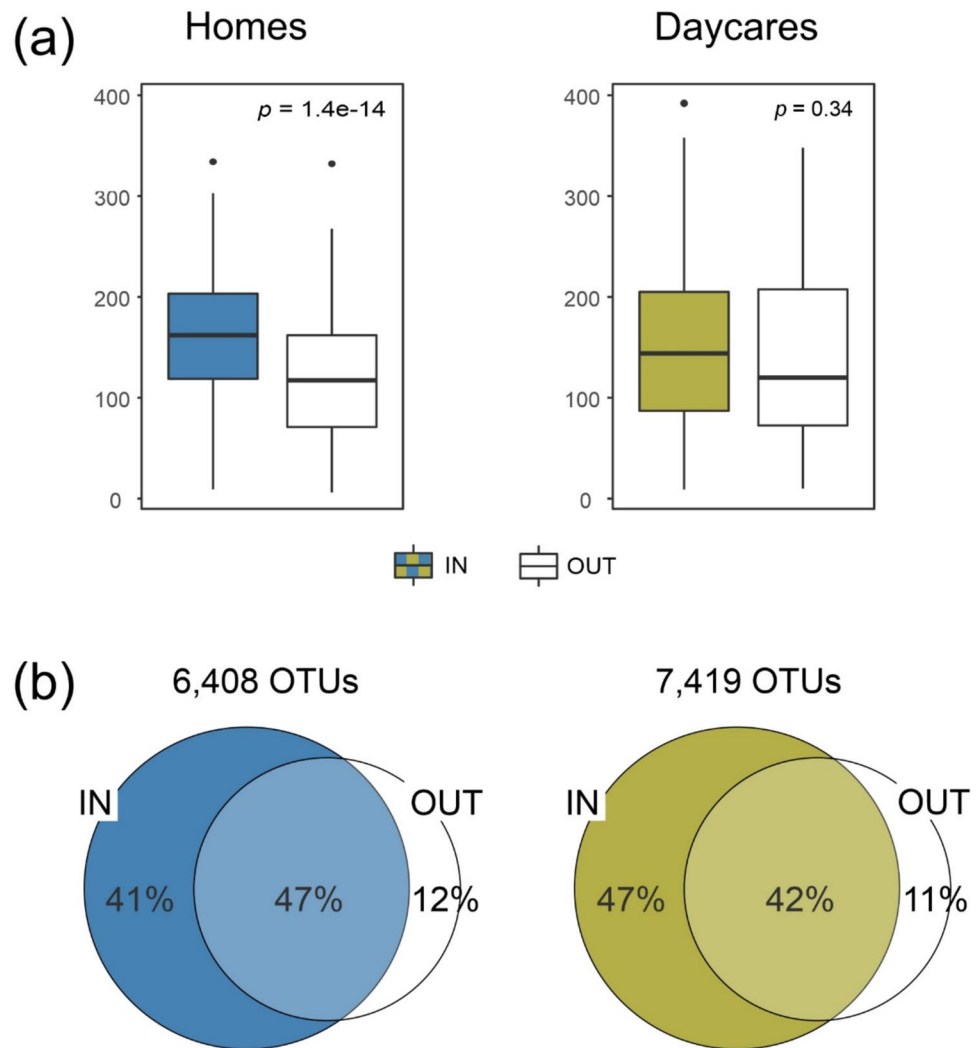 (a)
Homes
Daycares
400
300
200
100
0
p = 1.4e-14
400
300
200
100
0
p = 0.34
IN
OUT
(b)
6,408 OTUs
7,419 OTUs
IN
OUT
41%
47%
12%
IN
OUT
47%
42%
11%